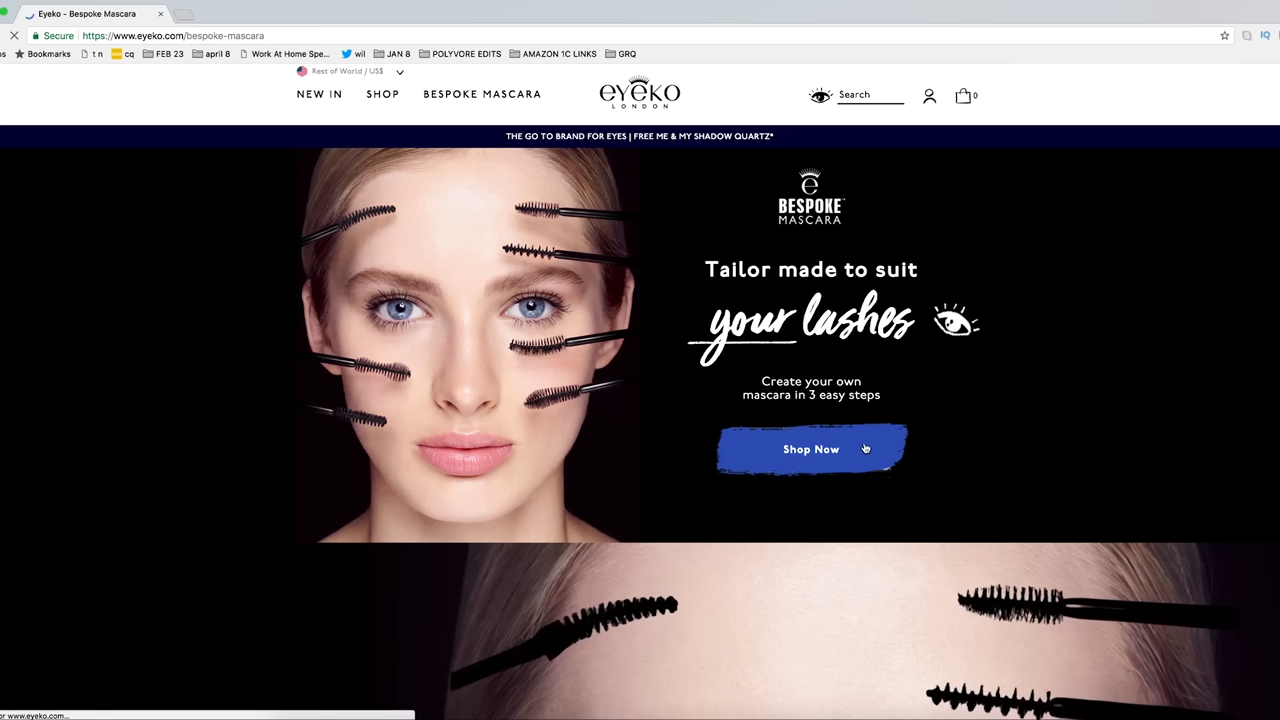 Eyeko - Bespoke Mascara
Secure https://www.eyeko.com/bespoke-mascara
Bookmarks t n cq FEB 23 april 8 Work At Home Spe... wil JAN 8 POLYVORE EDITS AMAZON 1C LINKS GRQ
Rest of World / US$
NEW IN SHOP BESPOKE MASCARA
eyeko
LONDON
Search
0
THE GO TO BRAND FOR EYES | FREE ME & MY SHADOW QUARTZ*
e
BESPOKE™
MASCARA
Tailor made to suit
your lashes
Create your own
mascara in 3 easy steps
Shop Now
or www.eyeko.com...